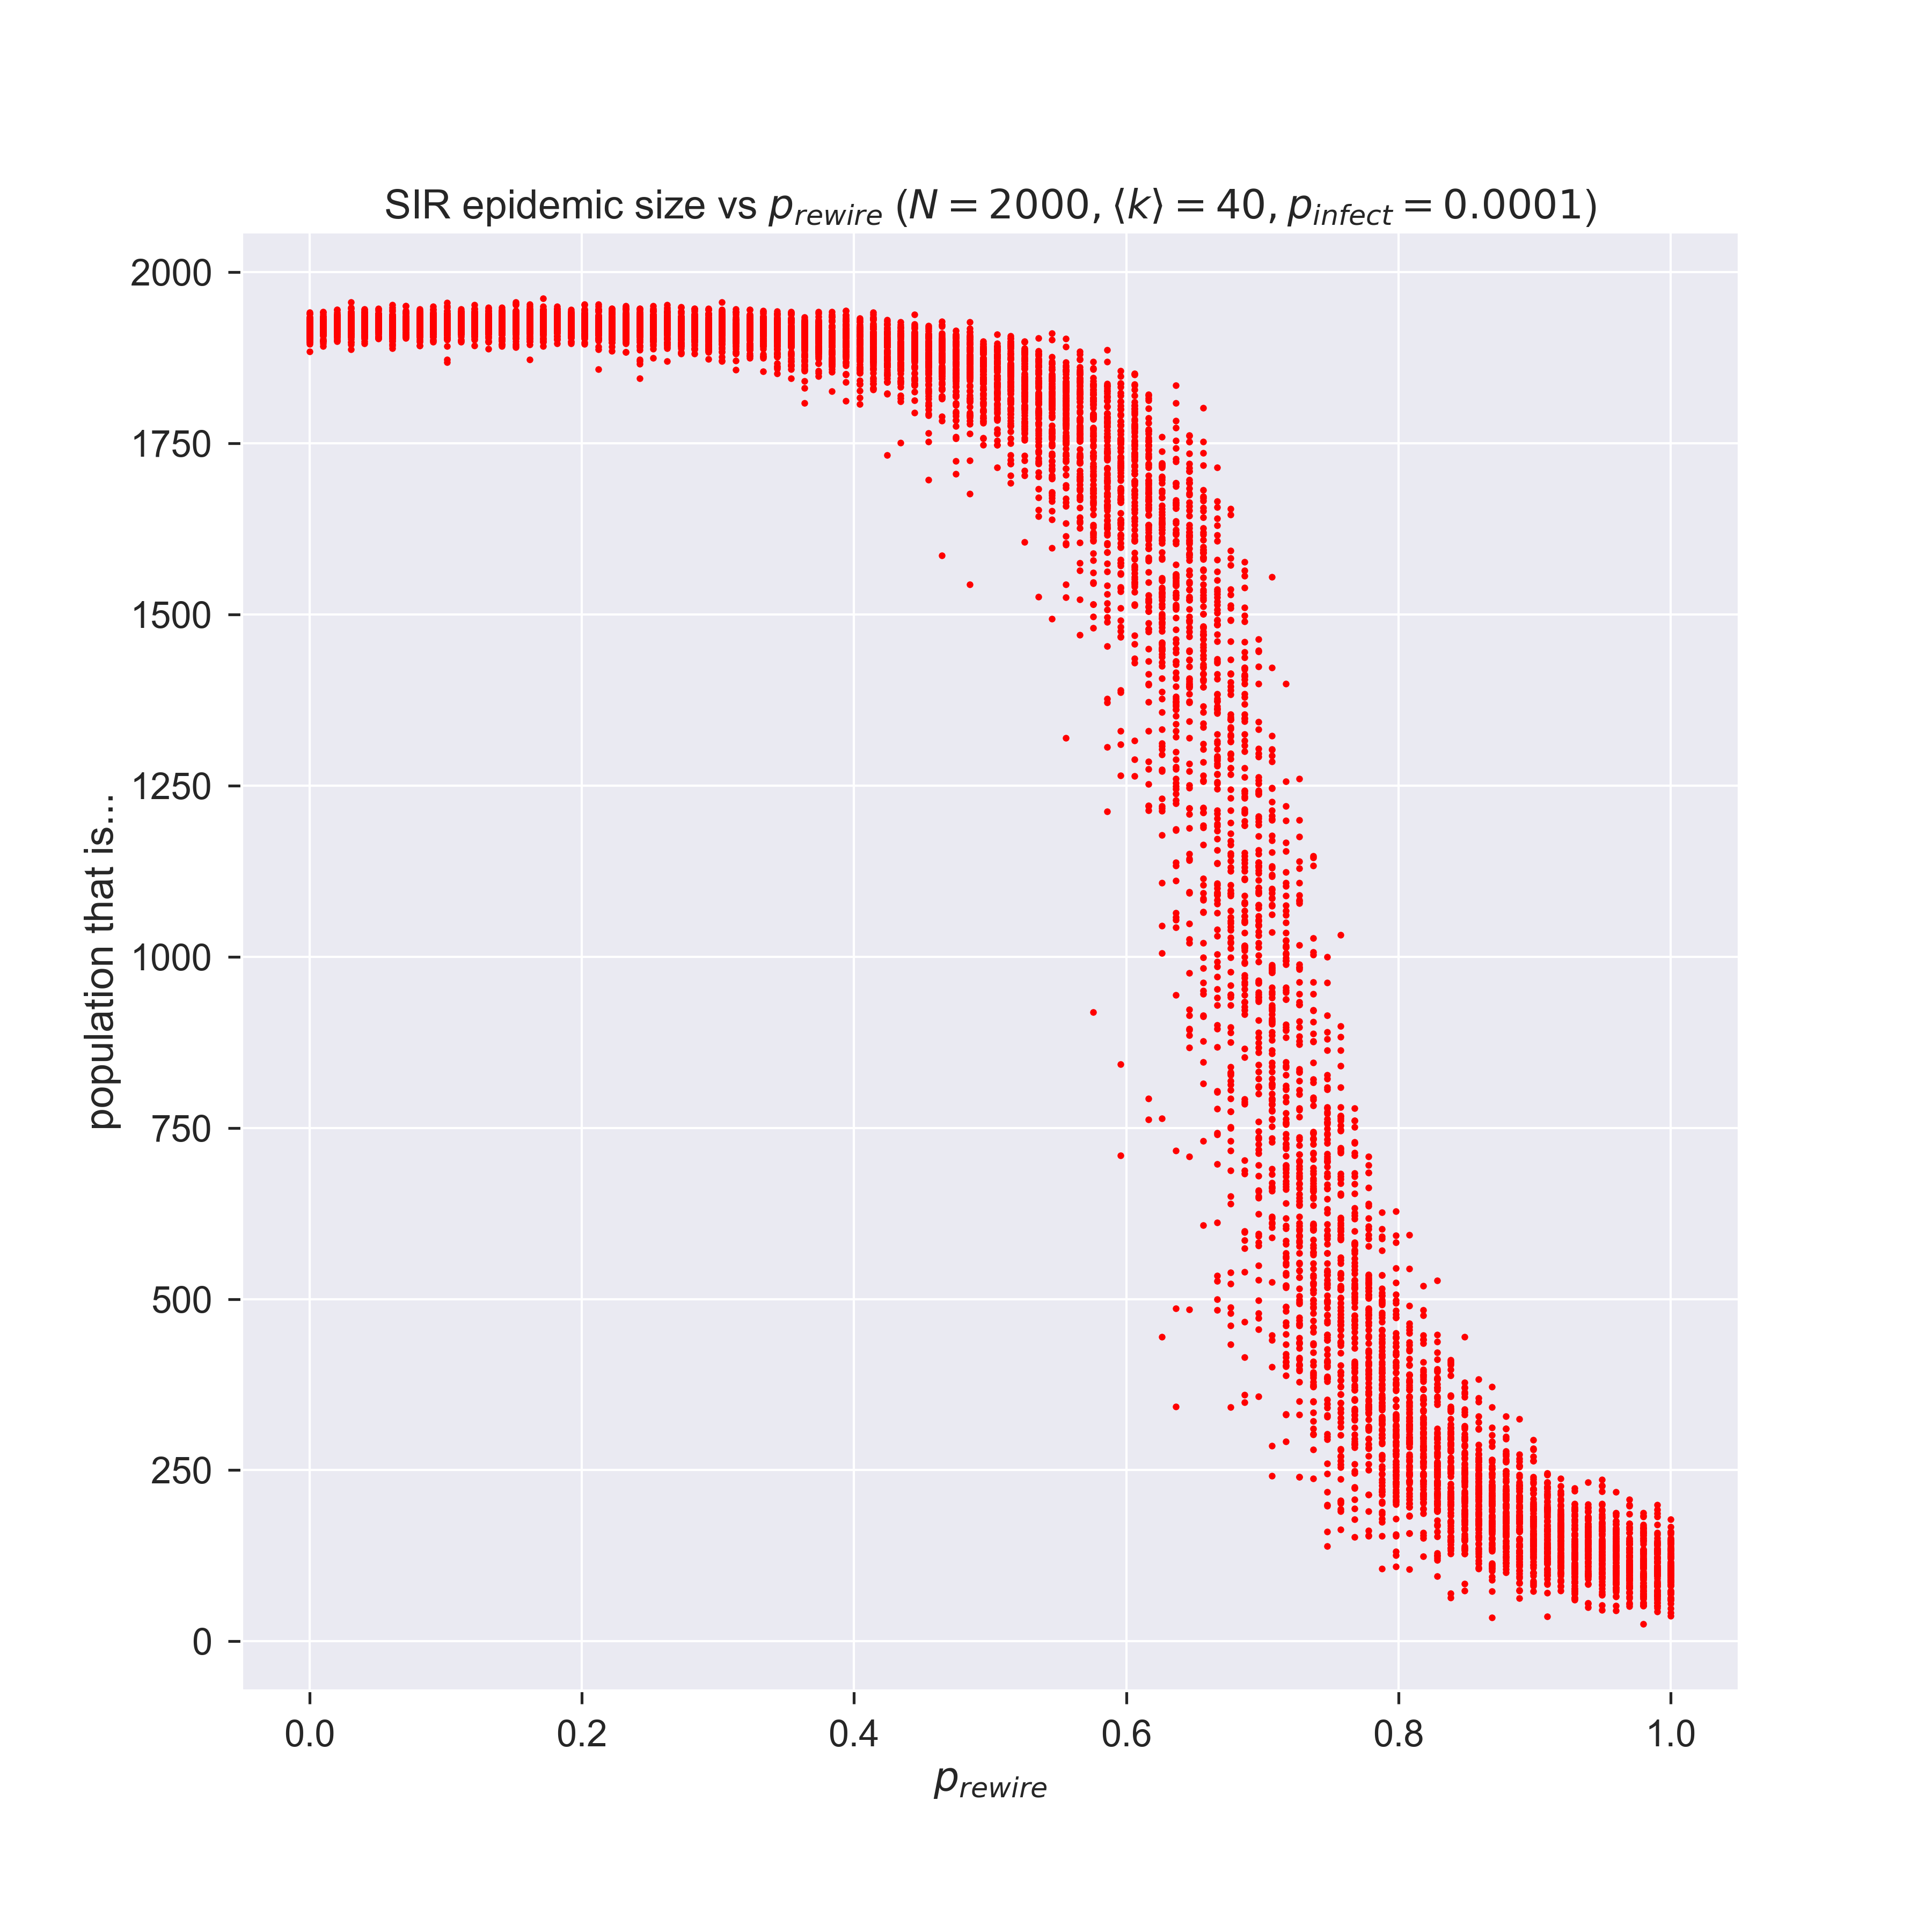 SIR epidemic size vs p_rewire (N = 2000, ⟨k⟩ = 40, p_infect = 0.0001)
population that is...
2000
1750
1500
1250
1000
750
500
250
0
0.0 0.2 0.4 0.6 0.8 1.0
p_rewire